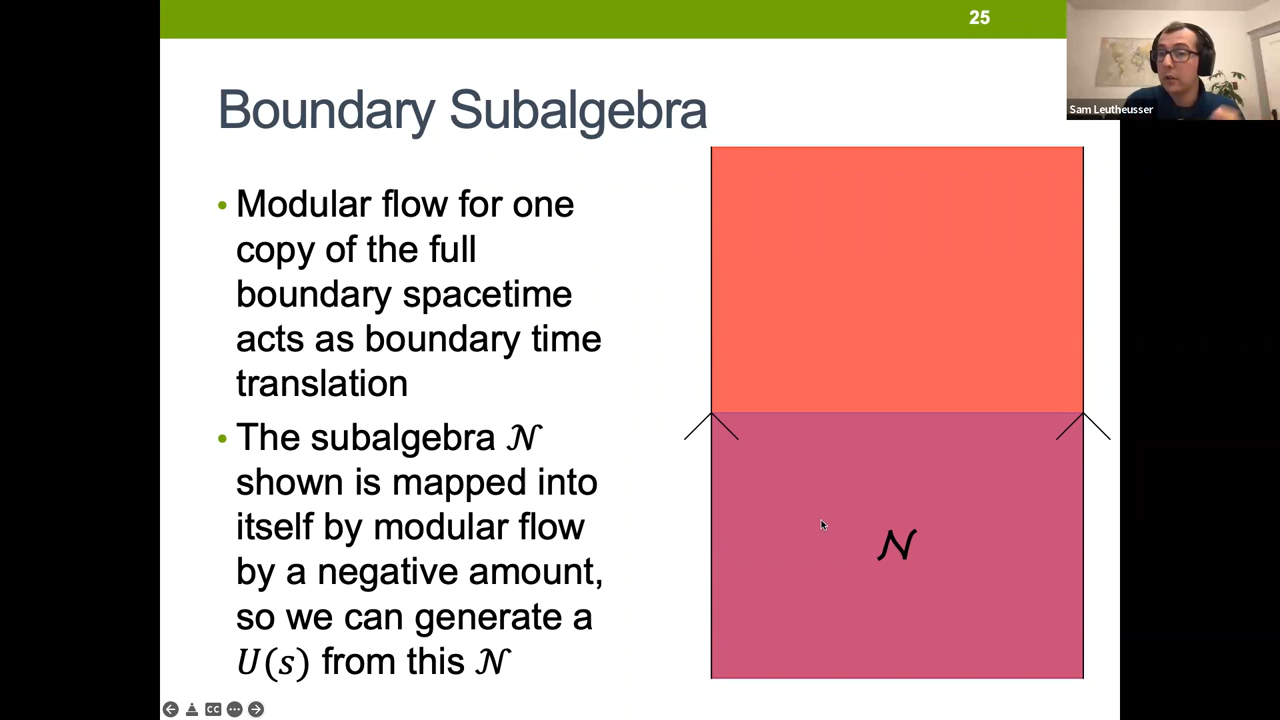 25
Sam Leutheusser
Boundary Subalgebra
• Modular flow for one
copy of the full
boundary spacetime
acts as boundary time
translation
• The subalgebra 𝒩
shown is mapped into
itself by modular flow
by a negative amount,
so we can generate a
𝑈(𝑠) from this 𝒩
𝒩
CC